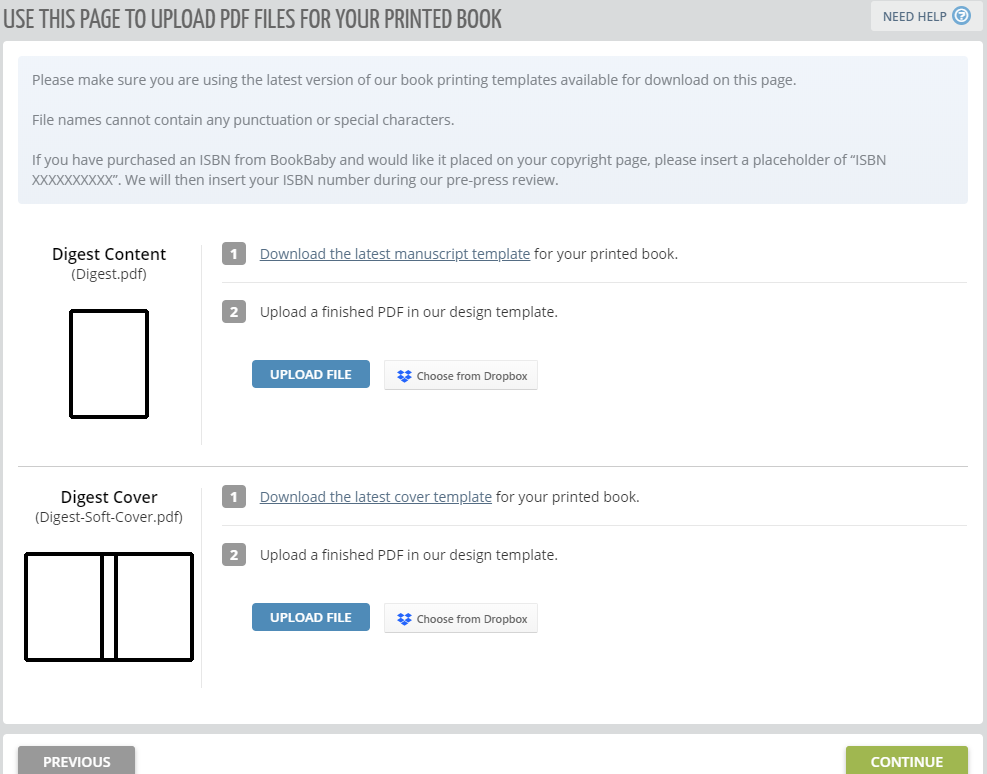 USE THIS PAGE TO UPLOAD PDF FILES FOR YOUR PRINTED BOOK
NEED HELP ?
Please make sure you are using the latest version of our book printing templates available for download on this page.
File names cannot contain any punctuation or special characters.
If you have purchased an ISBN from BookBaby and would like it placed on your copyright page, please insert a placeholder of “ISBN
XXXXXXXXXX”. We will then insert your ISBN number during our pre-press review.
Digest Content
(Digest.pdf)
1 Download the latest manuscript template for your printed book.
2 Upload a finished PDF in our design template.
UPLOAD FILE Choose from Dropbox
Digest Cover
(Digest-Soft-Cover.pdf)
1 Download the latest cover template for your printed book.
2 Upload a finished PDF in our design template.
UPLOAD FILE Choose from Dropbox
PREVIOUS CONTINUE